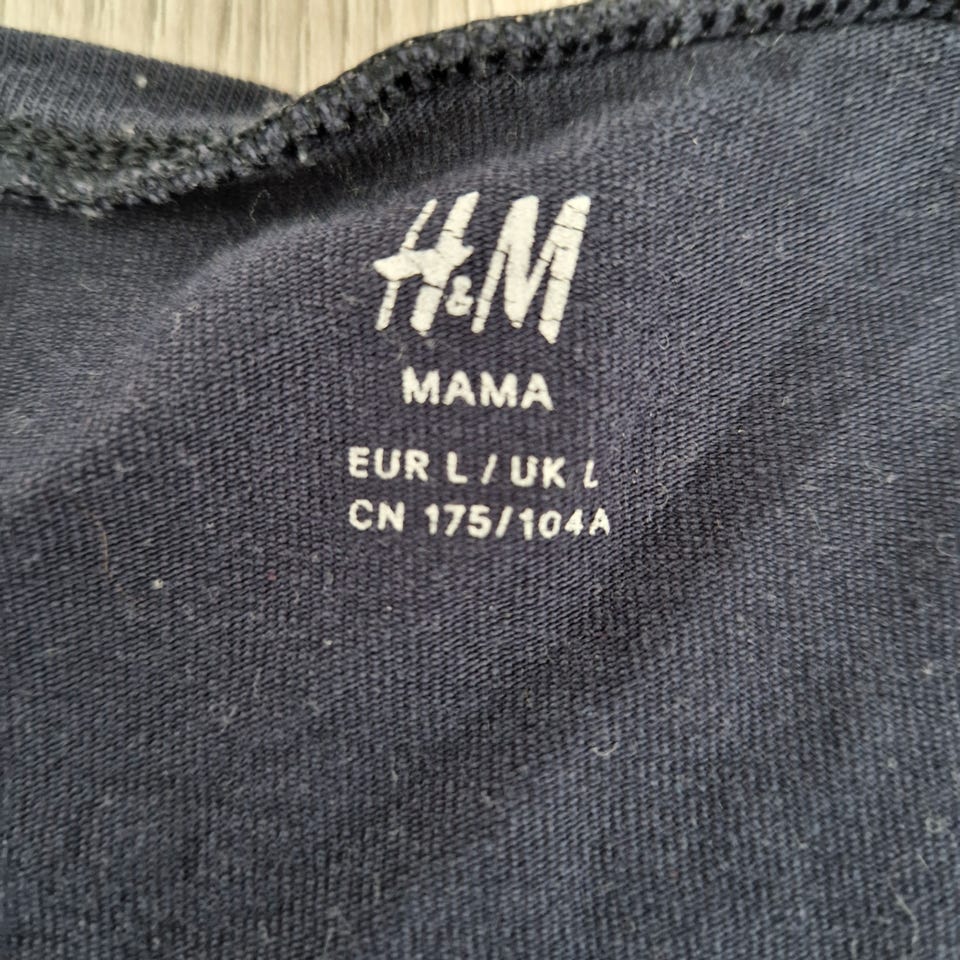 H&M
MAMA
EUR L / UK L
CN 175/104A